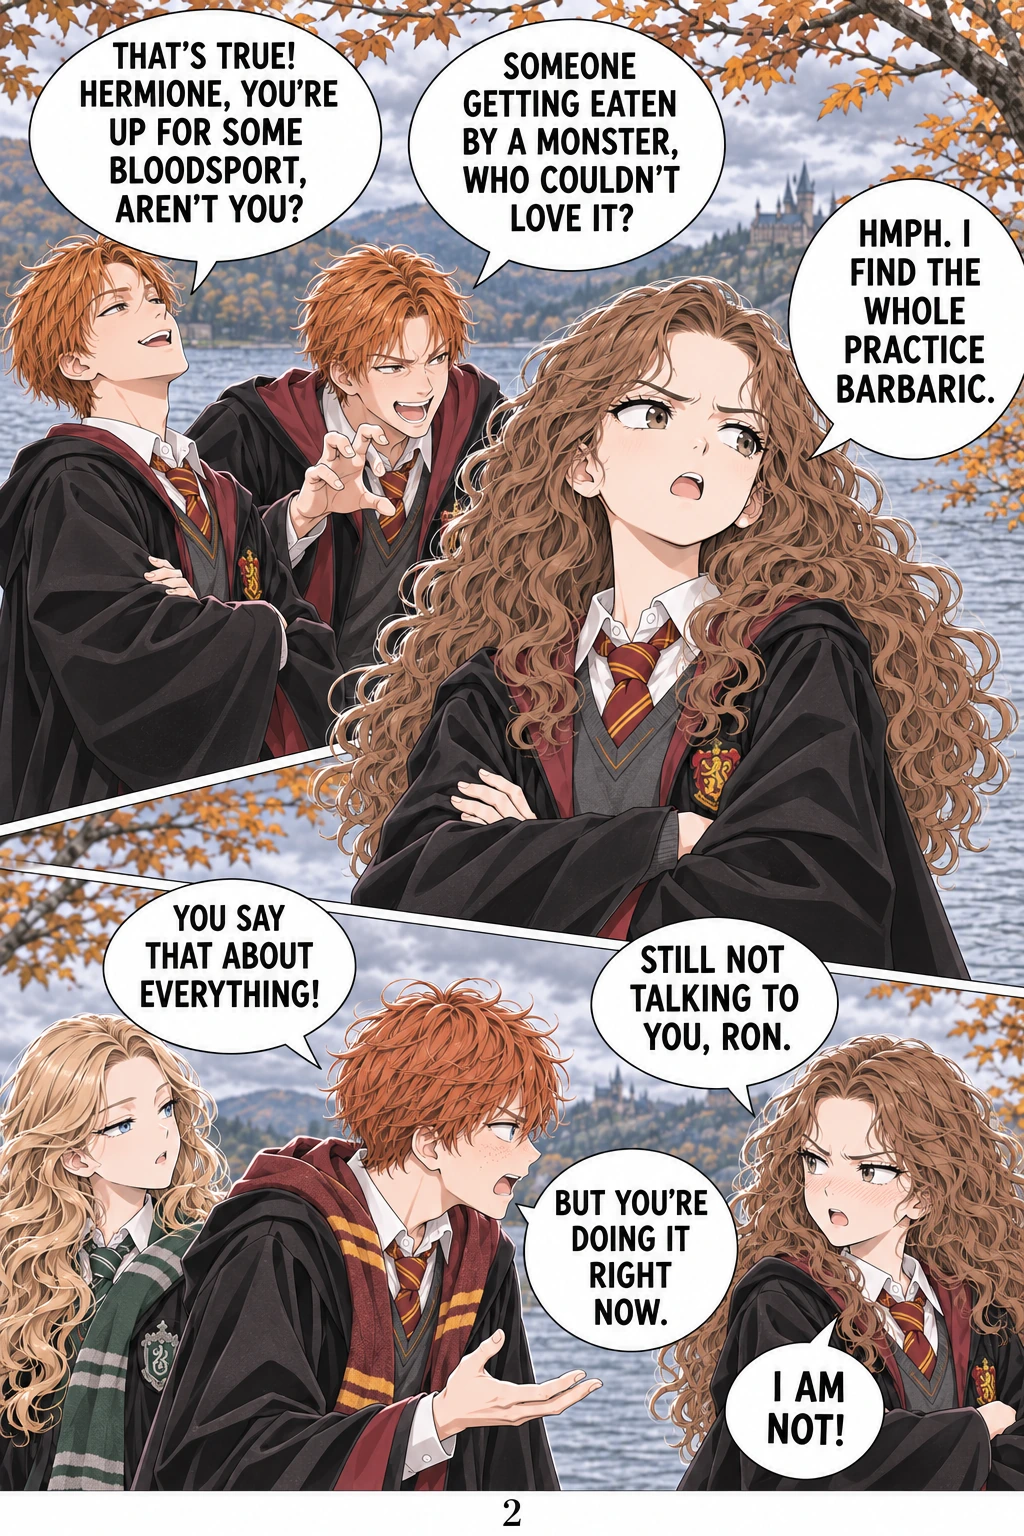 THAT'S TRUE!
HERMIONE, YOU'RE
UP FOR SOME
BLOODSPORT,
AREN'T YOU?
SOMEONE
GETTING EATEN
BY A MONSTER,
WHO COULDN'T
LOVE IT?
HMPH. I
FIND THE
WHOLE
PRACTICE
BARBARIC.
YOU SAY
THAT ABOUT
EVERYTHING!
STILL NOT
TALKING TO
YOU, RON.
BUT YOU'RE
DOING IT
RIGHT
NOW.
I AM
NOT!
2